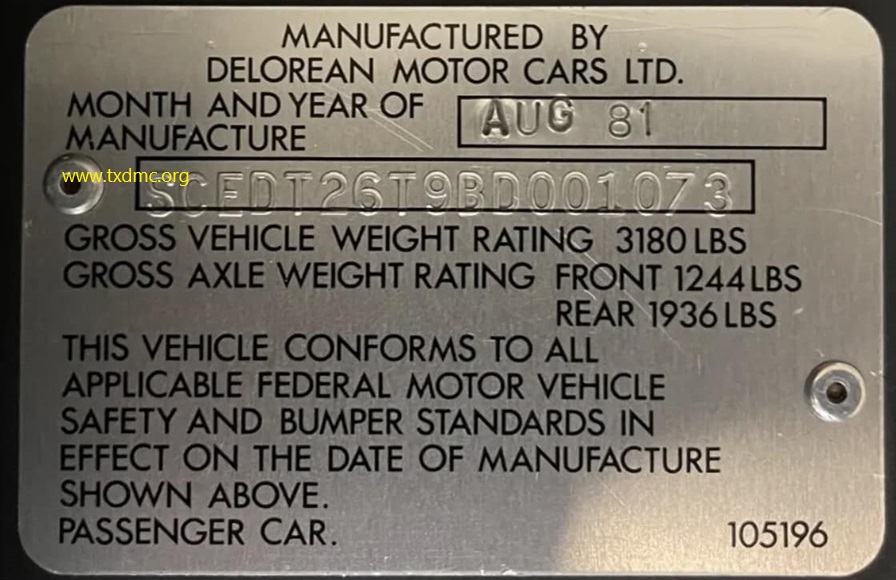 MANUFACTURED BY
DELOREAN MOTOR CARS LTD.
MONTH AND YEAR OF
MANUFACTURE
AUG 81
www.txdmc.org
SCEDT26T9BD001073
GROSS VEHICLE WEIGHT RATING 3180 LBS
GROSS AXLE WEIGHT RATING FRONT 1244 LBS
REAR 1936 LBS
THIS VEHICLE CONFORMS TO ALL
APPLICABLE FEDERAL MOTOR VEHICLE
SAFETY AND BUMPER STANDARDS IN
EFFECT ON THE DATE OF MANUFACTURE
SHOWN ABOVE.
PASSENGER CAR.
105196